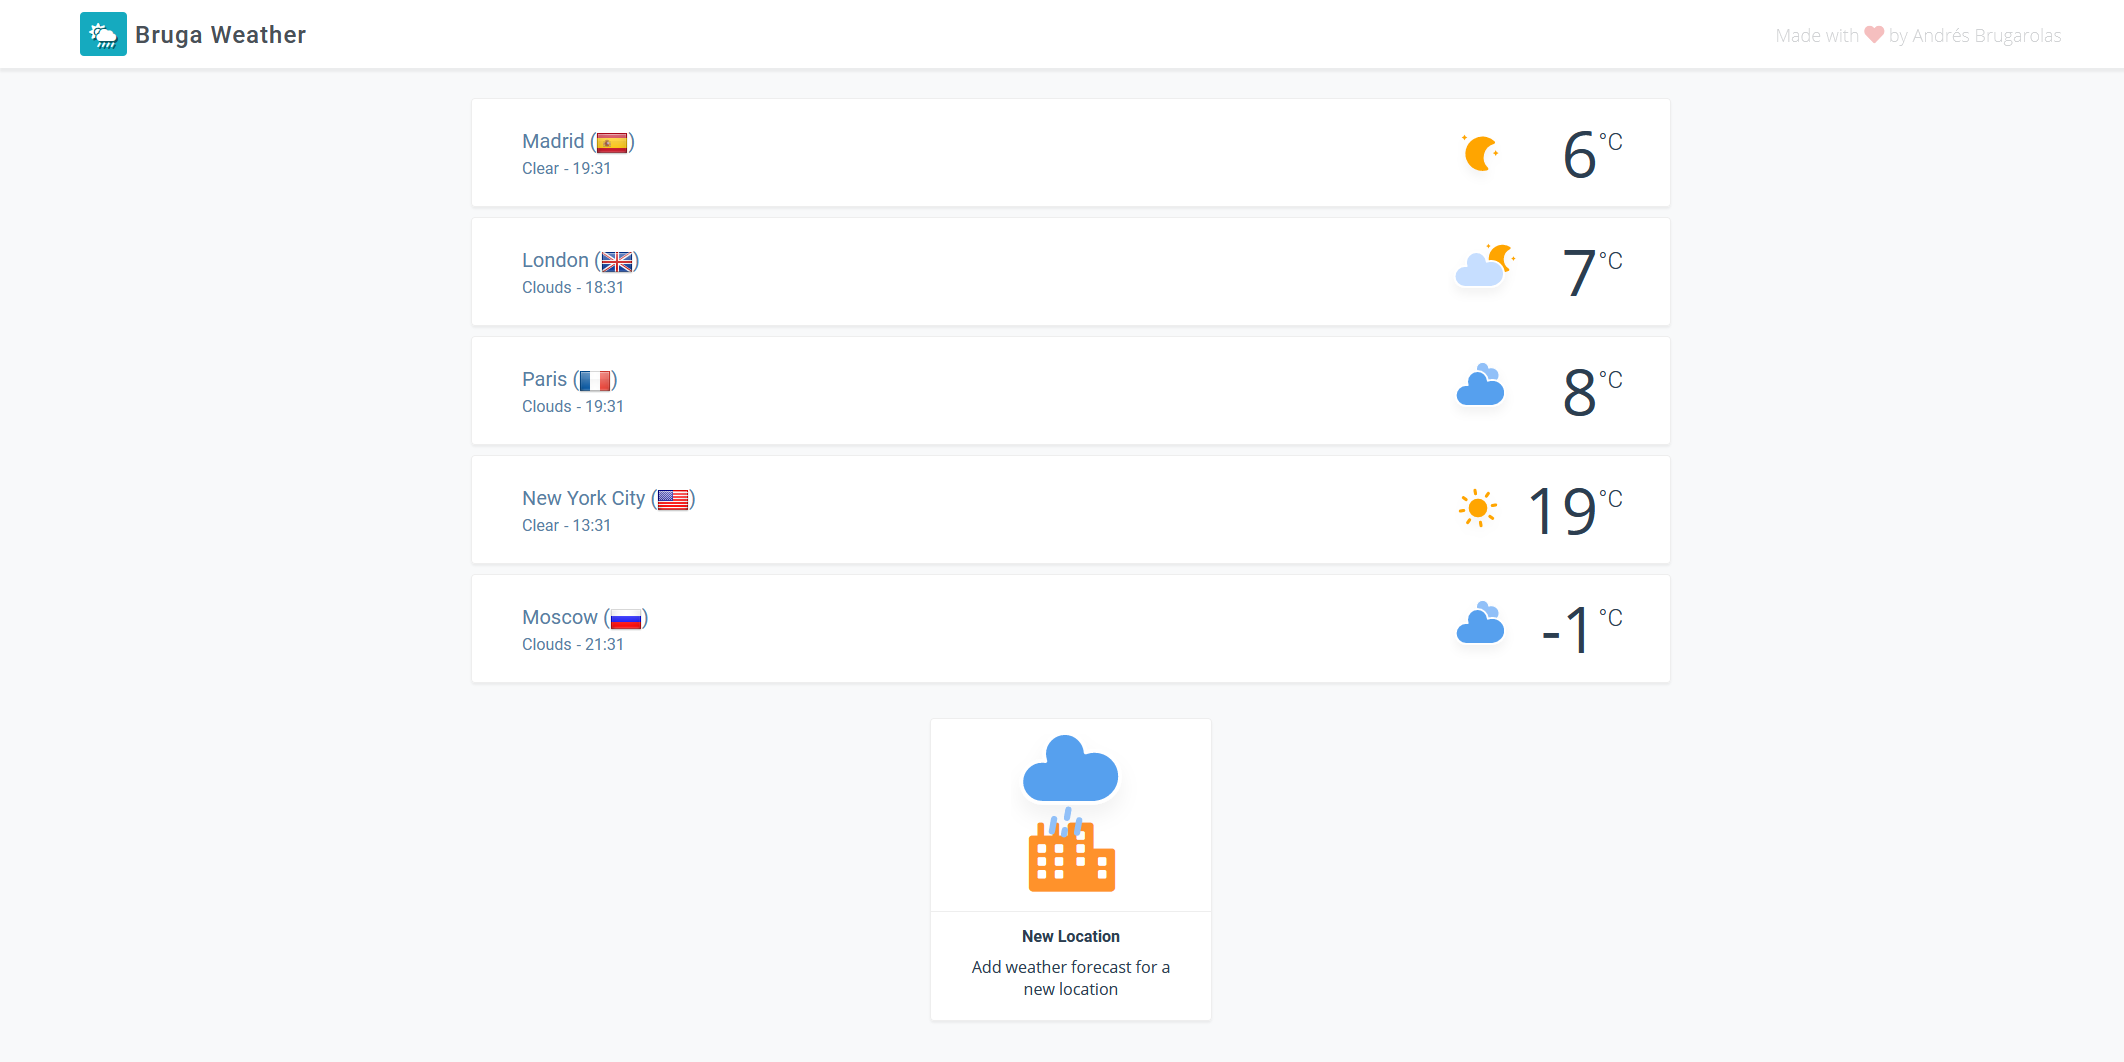 Bruga Weather
Made with ❤ by Andrés Brugarolas
Madrid (🇪🇸)
Clear - 19:31
6 °C
London (🇬🇧)
Clouds - 18:31
7 °C
Paris (🇫🇷)
Clouds - 19:31
8 °C
New York City (🇺🇸)
Clear - 13:31
19 °C
Moscow (🇷🇺)
Clouds - 21:31
-1 °C
New Location
Add weather forecast for a
new location